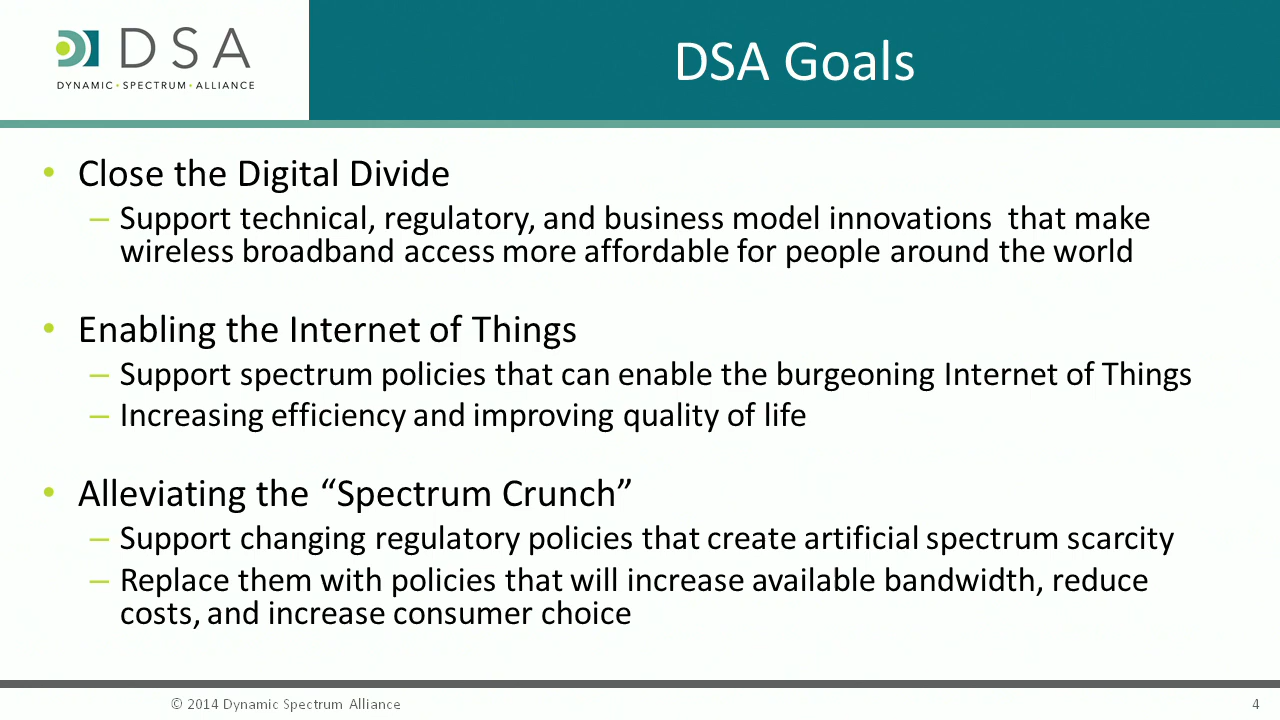 DSA
DYNAMIC • SPECTRUM • ALLIANCE
DSA Goals
• Close the Digital Divide
– Support technical, regulatory, and business model innovations that make
wireless broadband access more affordable for people around the world
• Enabling the Internet of Things
– Support spectrum policies that can enable the burgeoning Internet of Things
– Increasing efficiency and improving quality of life
• Alleviating the “Spectrum Crunch”
– Support changing regulatory policies that create artificial spectrum scarcity
– Replace them with policies that will increase available bandwidth, reduce
costs, and increase consumer choice
© 2014 Dynamic Spectrum Alliance
4